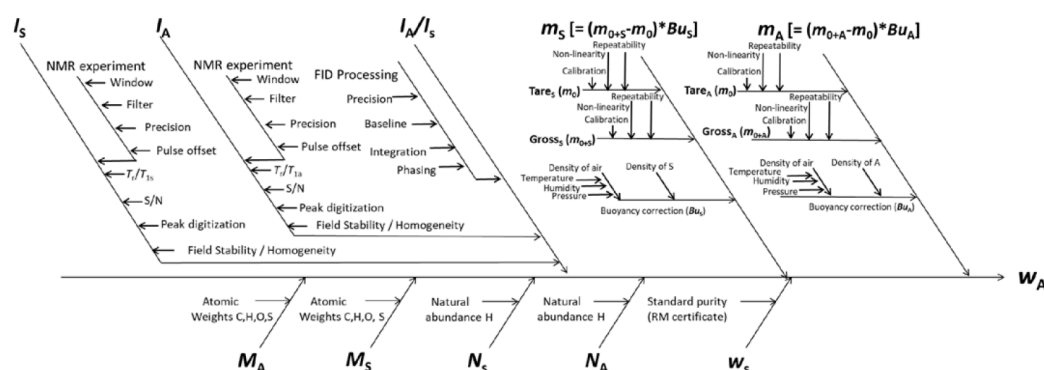 I_S
I_A
I_A/I_s
m_S [= (m_0+S-m_0)*Bu_S]
m_A [= (m_0+A-m_0)*Bu_A]
NMR experiment
Window
Filter
Precision
Pulse offset
T_r/T_1s
S/N
Peak digitization
Field Stability / Homogeneity
NMR experiment
Window
Filter
Precision
Pulse offset
T_r/T_1a
S/N
Peak digitization
Field Stability / Homogeneity
FID Processing
Precision
Baseline
Integration
Phasing
Repeatability
Non-linearity
Calibration
Tare_S (m_0)
Repeatability
Non-linearity
Calibration
Gross_S (m_0+S)
Density of air
Density of S
Temperature
Humidity
Pressure
Buoyancy correction (Bu_s)
Repeatability
Non-linearity
Calibration
Tare_A (m_0)
Repeatability
Non-linearity
Calibration
Gross_A (m_0+A)
Density of air
Density of A
Temperature
Humidity
Pressure
Buoyancy correction (Bu_A)
w_A
Atomic
Weights C,H,O,S
Atomic
Weights C,H,O, S
Natural
abundance H
Natural
abundance H
Standard purity
(RM certificate)
M_A
M_S
N_s
N_A
w_s